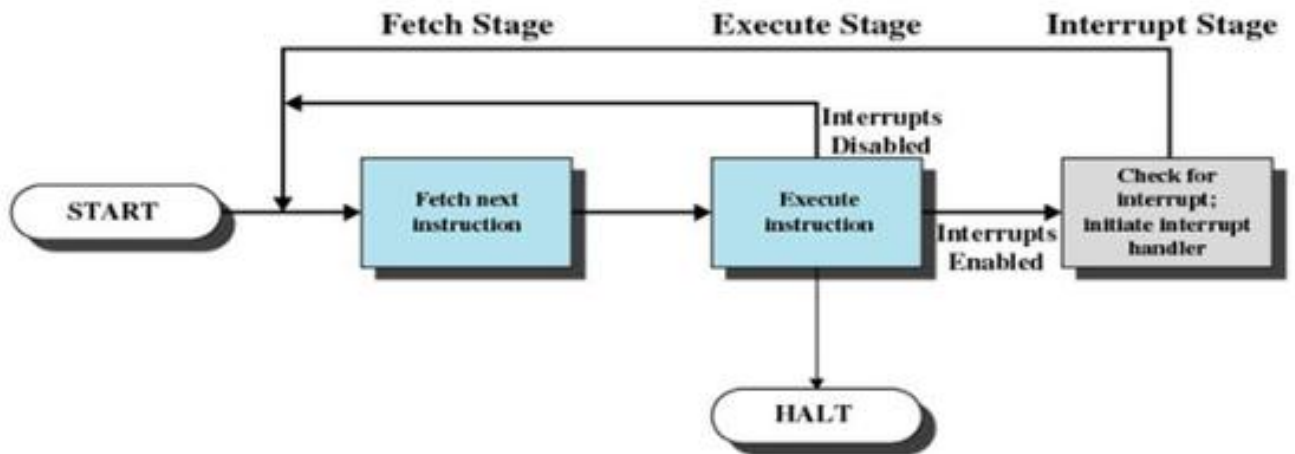 Fetch Stage
Execute Stage
Interrupt Stage
Interrupts
Disabled
START
Fetch next
instruction
Execute
instruction
Interrupts
Enabled
Check for
interrupt;
initiate interrupt
handler
HALT